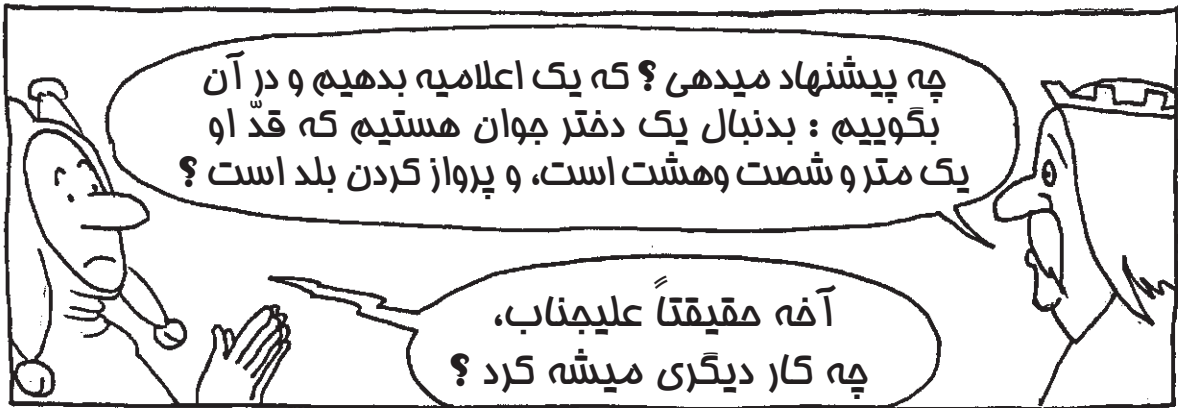 چه پیشنهاد میدهی ؟ که یک اعلامیه بدهیم و در آن
بگوییم : بدنبال یک دختر جوان هستیم که قدّ او
یک متر و شصت وهشت است، و پرواز کردن بلد است ؟
آخه حقیقتاً علیجناب،
چه کار دیگری میشه کرد ؟